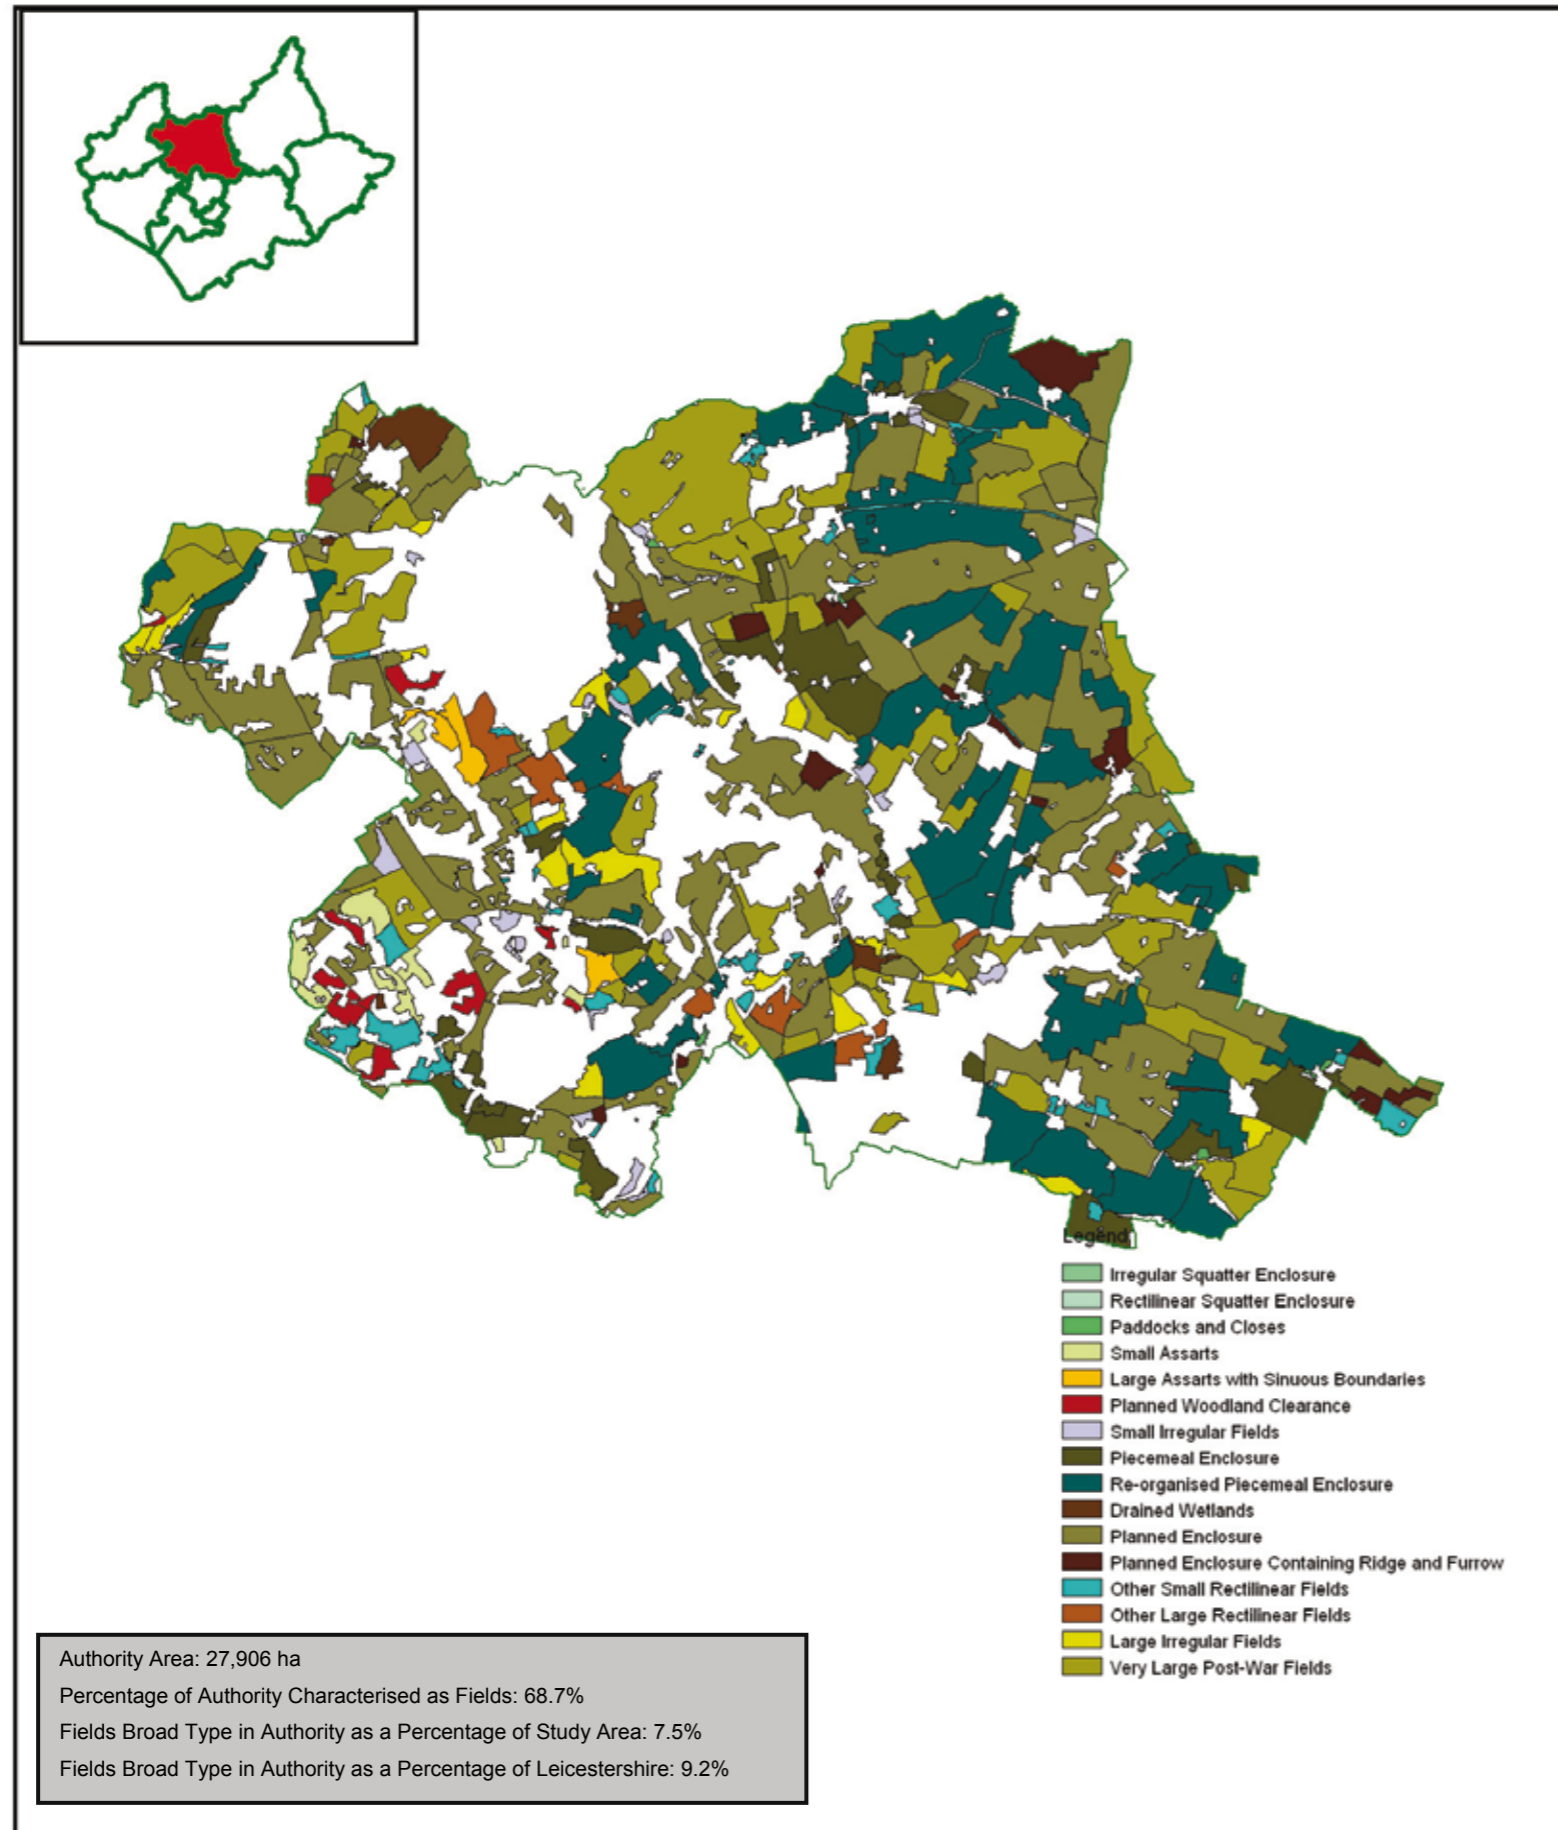 Legend
Irregular Squatter Enclosure
Rectilinear Squatter Enclosure
Paddocks and Closes
Small Assarts
Large Assarts with Sinuous Boundaries
Planned Woodland Clearance
Small Irregular Fields
Piecemeal Enclosure
Re-organised Piecemeal Enclosure
Drained Wetlands
Planned Enclosure
Planned Enclosure Containing Ridge and Furrow
Other Small Rectilinear Fields
Other Large Rectilinear Fields
Large Irregular Fields
Very Large Post-War Fields
Authority Area: 27,906 ha
Percentage of Authority Characterised as Fields: 68.7%
Fields Broad Type in Authority as a Percentage of Study Area: 7.5%
Fields Broad Type in Authority as a Percentage of Leicestershire: 9.2%